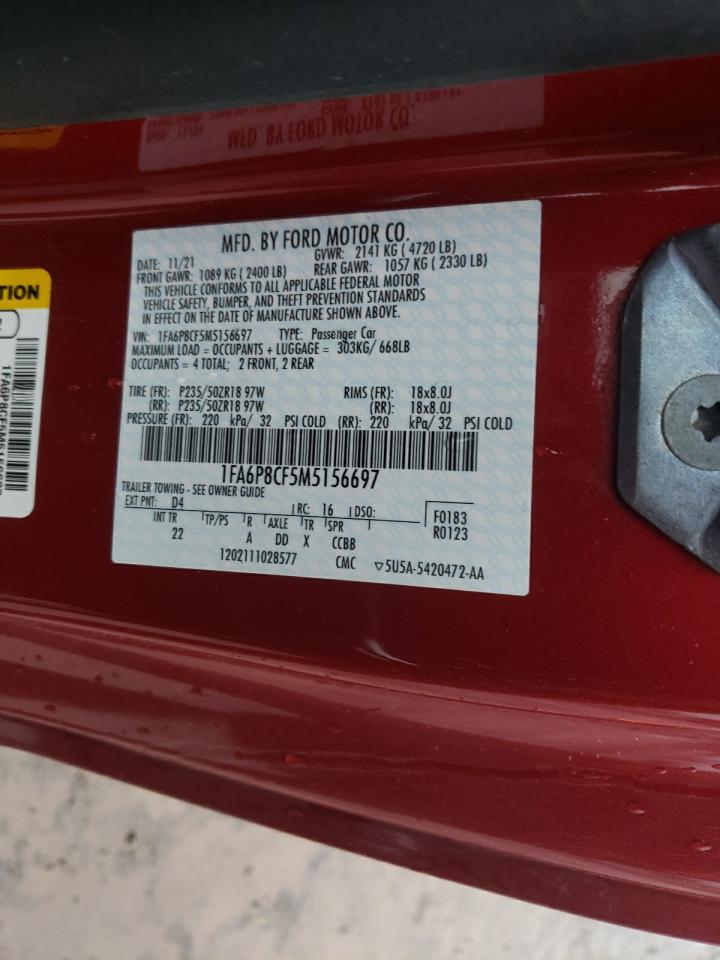 MFD. BY FORD MOTOR CO.
DATE: 11/21 GVWR: 2141 KG ( 4720 LB)
FRONT GAWR: 1089 KG ( 2400 LB) REAR GAWR: 1057 KG ( 2330 LB)
THIS VEHICLE CONFORMS TO ALL APPLICABLE FEDERAL MOTOR
VEHICLE SAFETY, BUMPER, AND THEFT PREVENTION STANDARDS
IN EFFECT ON THE DATE OF MANUFACTURE SHOWN ABOVE.
VIN: 1FA6P8CF5M5156697 TYPE: Passenger Car
MAXIMUM LOAD = OCCUPANTS + LUGGAGE = 303KG/ 668LB
OCCUPANTS = 4 TOTAL; 2 FRONT, 2 REAR
TIRE (FR): P235/50ZR18 97W RIMS (FR): 18x8.0J
(RR): P235/50ZR18 97W (RR): 18x8.0J
PRESSURE (FR): 220 kPa/ 32 PSI COLD (RR): 220 kPa/ 32 PSI COLD
1FA6P8CF5M5156697
TRAILER TOWING - SEE OWNER GUIDE
EXT PNT: D4 RC: 16 DSO: F0183
INT TR TP/PS R AXLE TR SPR R0123
22 A DD X CCBB
1202111028577 CMC ▽5U5A-5420472-AA
MFD. BY FORD MOTOR CO.
TION